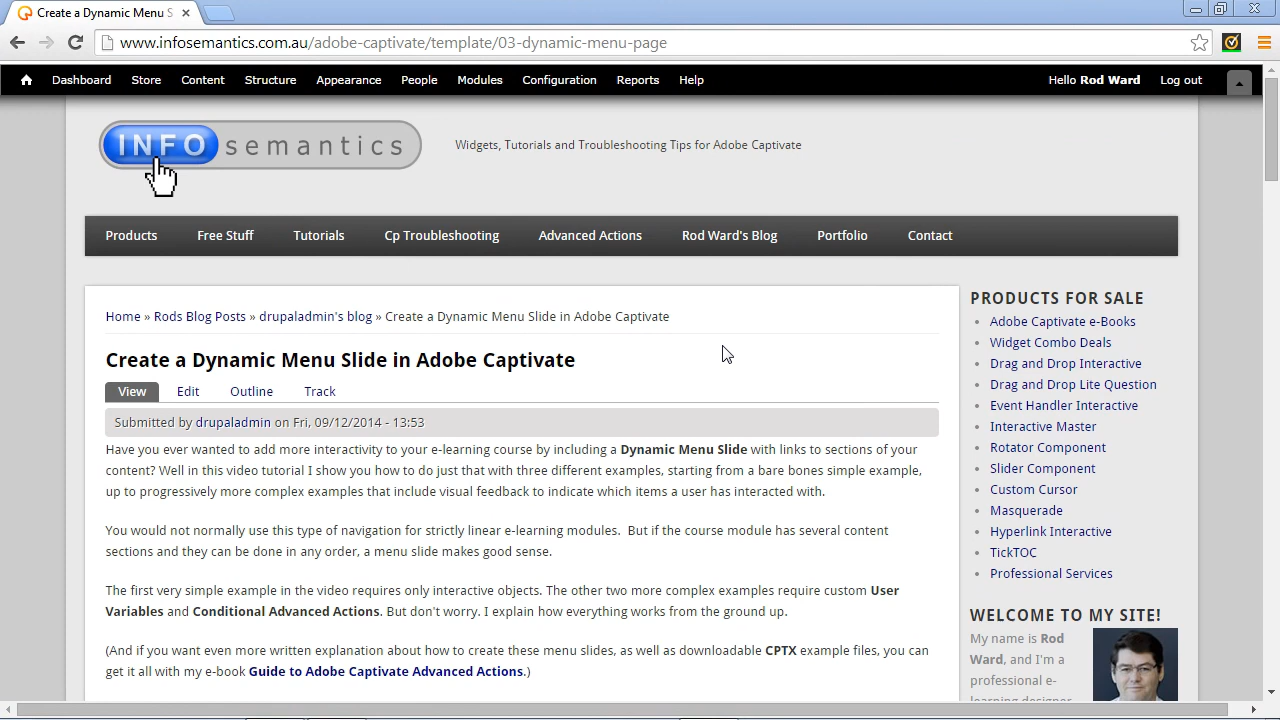 Create a Dynamic Menu S
www.infosemantics.com.au/adobe-captivate/template/03-dynamic-menu-page
Dashboard Store Content Structure Appearance People Modules Configuration Reports Help Hello Rod Ward Log out
INFO semantics
Widgets, Tutorials and Troubleshooting Tips for Adobe Captivate
Products Free Stuff Tutorials Cp Troubleshooting Advanced Actions Rod Ward's Blog Portfolio Contact
Home » Rods Blog Posts » drupaladmin's blog » Create a Dynamic Menu Slide in Adobe Captivate
Create a Dynamic Menu Slide in Adobe Captivate
View Edit Outline Track
Submitted by drupaladmin on Fri, 09/12/2014 - 13:53
Have you ever wanted to add more interactivity to your e-learning course by including a Dynamic Menu Slide with links to sections of your
content? Well in this video tutorial I show you how to do just that with three different examples, starting from a bare bones simple example,
up to progressively more complex examples that include visual feedback to indicate which items a user has interacted with.
You would not normally use this type of navigation for strictly linear e-learning modules.  But if the course module has several content
sections and they can be done in any order, a menu slide makes good sense.
The first very simple example in the video requires only interactive objects. The other two more complex examples require custom User
Variables and Conditional Advanced Actions. But don't worry. I explain how everything works from the ground up.
(And if you want even more written explanation about how to create these menu slides, as well as downloadable CPTX example files, you can
get it all with my e-book Guide to Adobe Captivate Advanced Actions.)
PRODUCTS FOR SALE
Adobe Captivate e-Books
Widget Combo Deals
Drag and Drop Interactive
Drag and Drop Lite Question
Event Handler Interactive
Interactive Master
Rotator Component
Slider Component
Custom Cursor
Masquerade
Hyperlink Interactive
TickTOC
Professional Services
WELCOME TO MY SITE!
My name is Rod
Ward, and I'm a
professional e-
learning designer